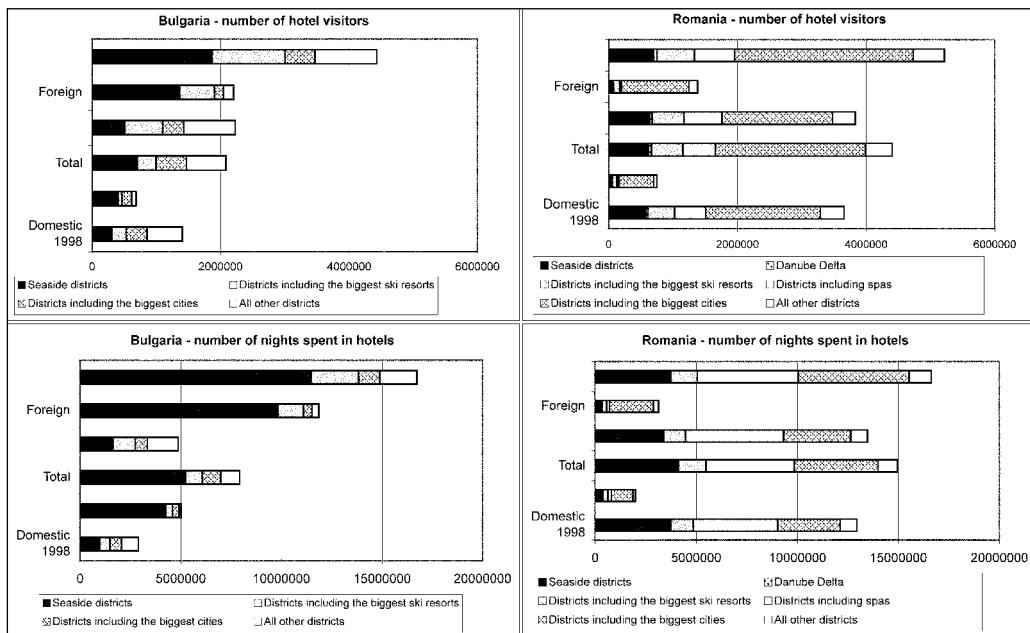 Bulgaria - number of hotel visitors
Foreign
Total
Domestic
1998
0
2000000
4000000
6000000
Seaside districts
Districts including the biggest ski resorts
Districts including the biggest cities
All other districts
Romania - number of hotel visitors
Foreign
Total
Domestic
1998
0
2000000
4000000
6000000
Seaside districts
Danube Delta
Districts including the biggest ski resorts
Districts including spas
Districts including the biggest cities
All other districts
Bulgaria - number of nights spent in hotels
Foreign
Total
Domestic
1998
0
5000000
10000000
15000000
20000000
Seaside districts
Districts including the biggest ski resorts
Districts including the biggest cities
All other districts
Romania - number of nights spent in hotels
Foreign
Total
Domestic
1998
0
5000000
10000000
15000000
20000000
Seaside districts
Danube Delta
Districts including the biggest ski resorts
Districts including spas
Districts including the biggest cities
All other districts